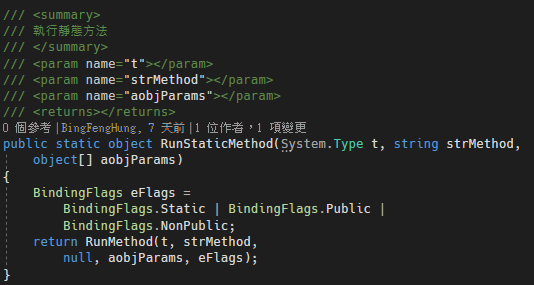 /// <summary>
/// 執行靜態方法
/// </summary>
/// <param name="t"></param>
/// <param name="strMethod"></param>
/// <param name="aobjParams"></param>
/// <returns></returns>
0 個參考|BingFengHung, 7 天前|1 位作者，1 項變更
public static object RunStaticMethod(System.Type t, string strMethod,
    object[] aobjParams)
{
    BindingFlags eFlags =
        BindingFlags.Static | BindingFlags.Public |
        BindingFlags.NonPublic;
    return RunMethod(t, strMethod,
        null, aobjParams, eFlags);
}